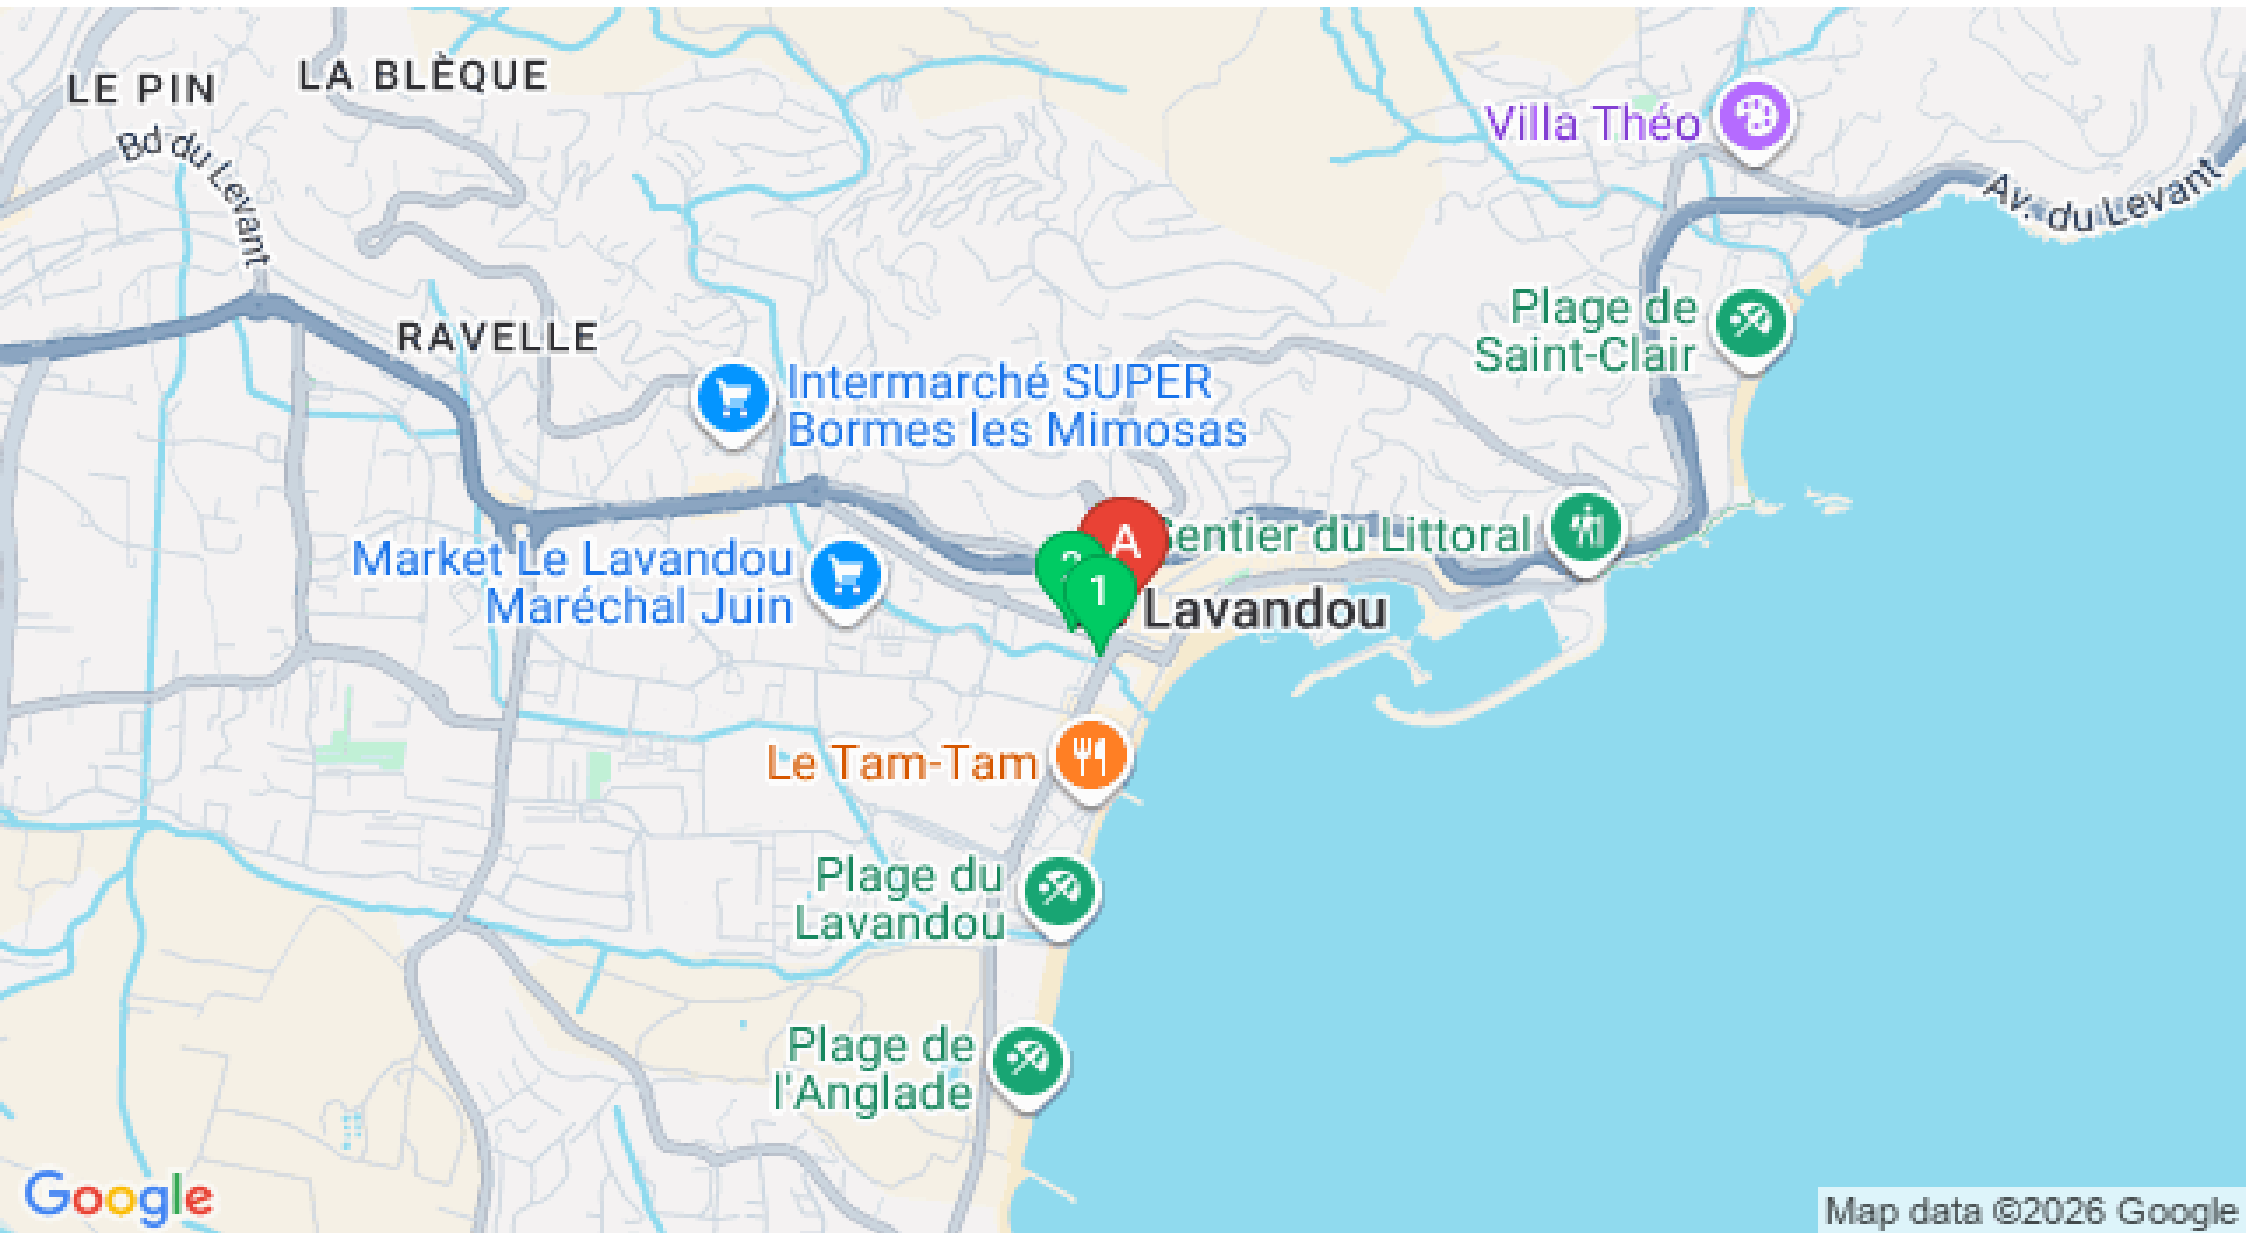 LE PIN
LA BLÈQUE
Bd du Levant
Villa Théo
Av. du Levant
RAVELLE
Plage de
Saint-Clair
Intermarché SUPER
Bormes les Mimosas
A
Sentier du Littoral
2
1
Market Le Lavandou
Maréchal Juin
Lavandou
Le Tam-Tam
Plage du
Lavandou
Plage de
l'Anglade
Google
Map data ©2026 Google